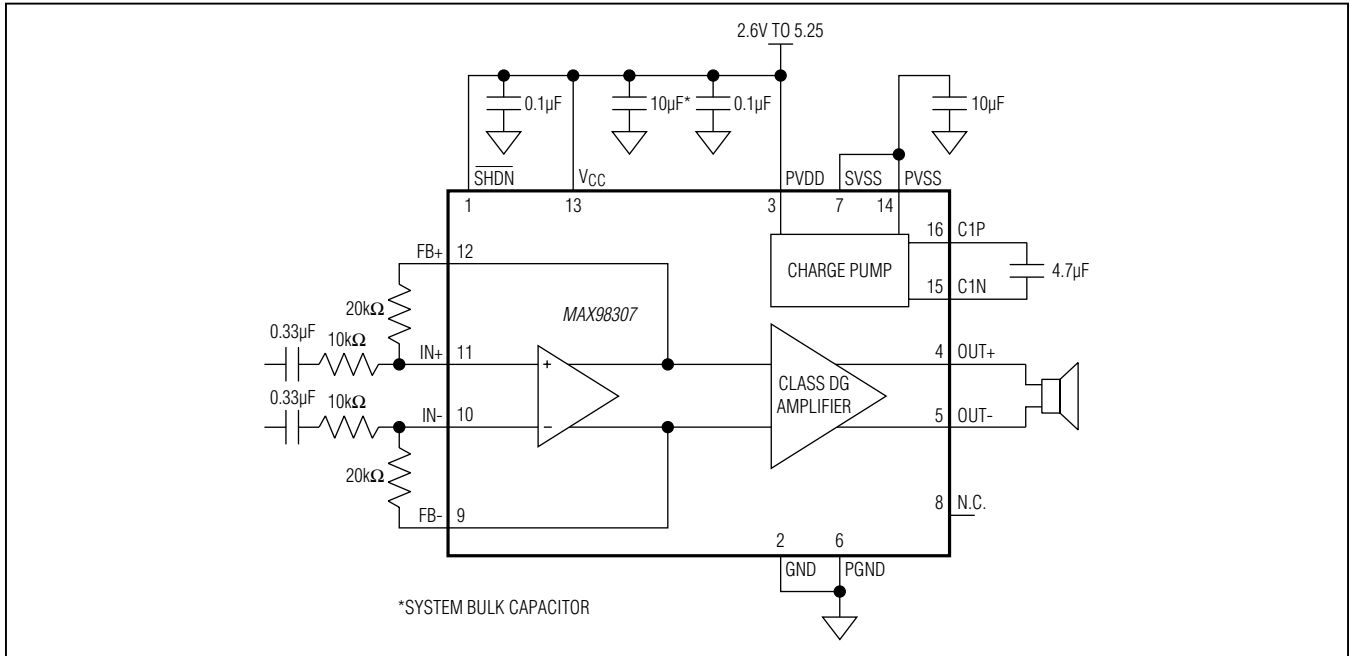 2.6V TO 5.25
0.1µF
10µF*
0.1µF
10µF
SHDN
VCC
PVDD
SVSS
PVSS
1
13
3
7
14
16
C1P
FB+
12
CHARGE PUMP
4.7µF
15
C1N
20kΩ
MAX98307
0.33µF
10kΩ
IN+
11
+
4
OUT+
CLASS DG
AMPLIFIER
0.33µF
10kΩ
IN-
10
−
5
OUT-
20kΩ
FB-
9
8
N.C.
2
6
GND
PGND
*SYSTEM BULK CAPACITOR